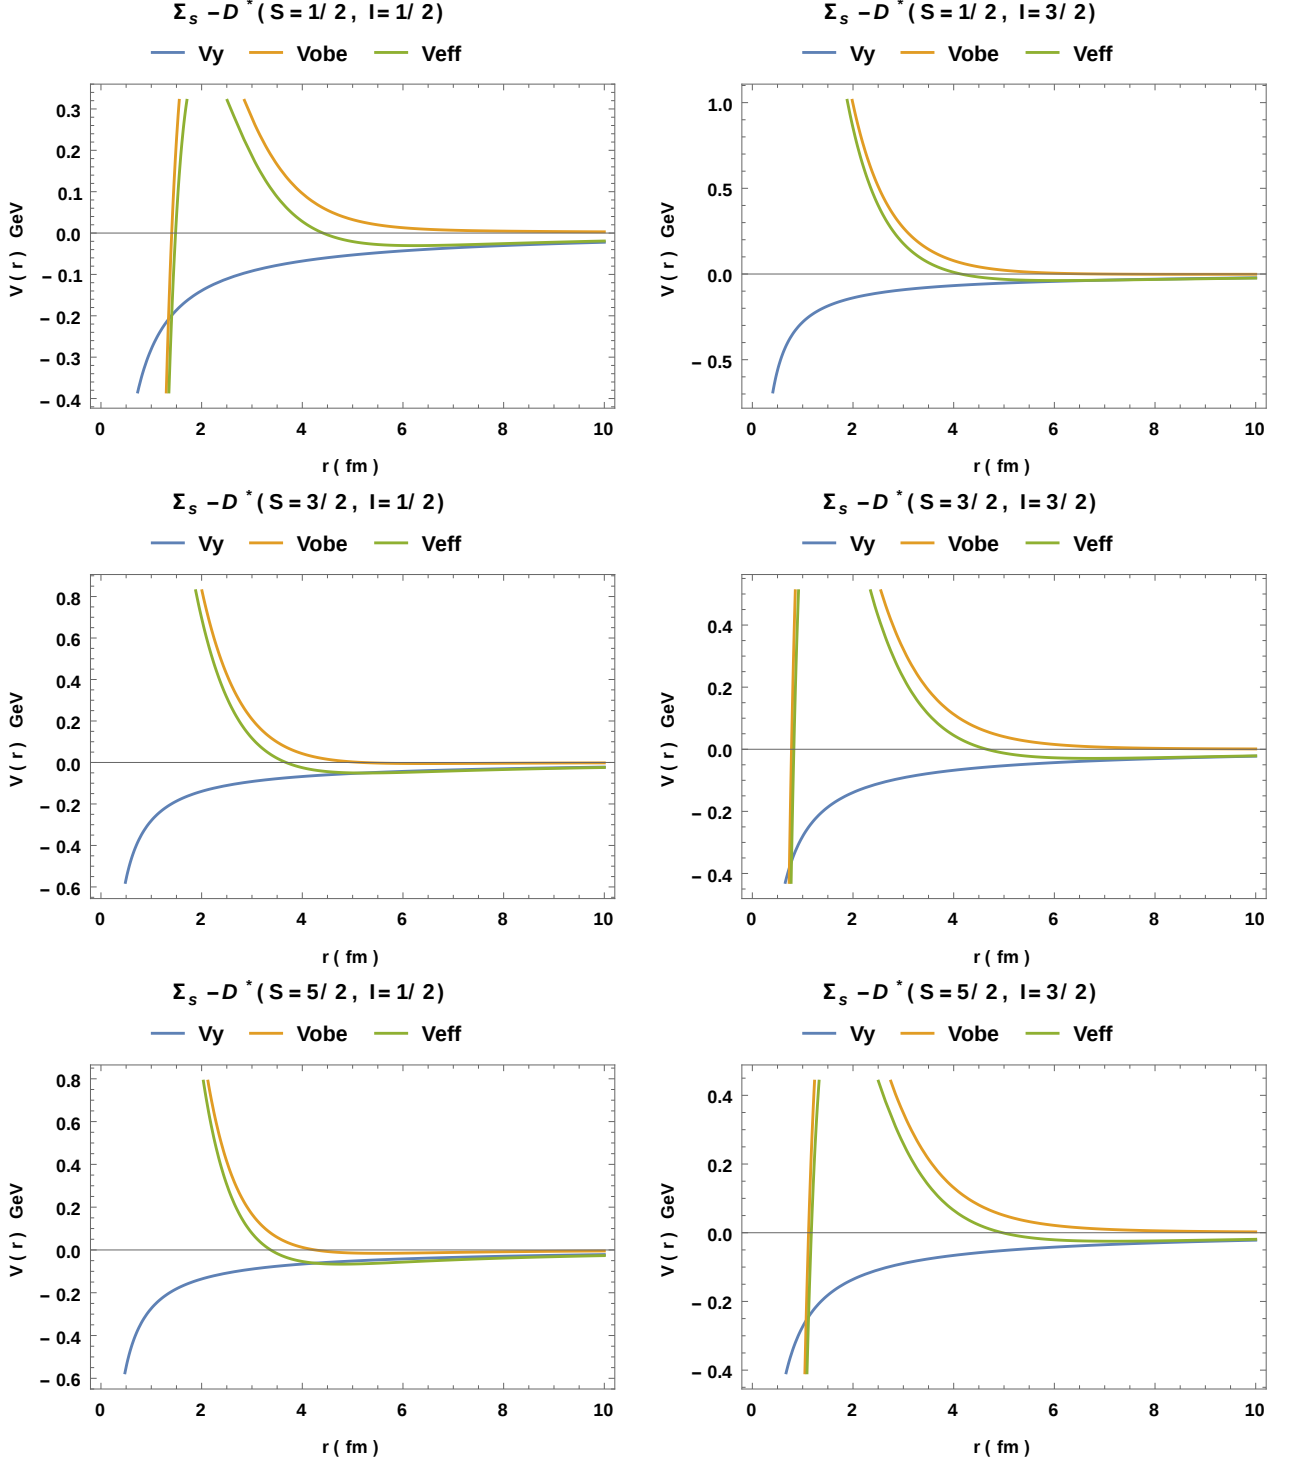 Σs – D* ( S = 1/ 2 , I = 1/ 2)
Vy Vobe Veff
0.3
0.2
0.1
0.0
– 0.1
– 0.2
– 0.3
– 0.4
V ( r ) GeV
0 2 4 6 8 10
r ( fm )
Σs – D* ( S = 1/ 2 , I = 3/ 2)
Vy Vobe Veff
1.0
0.5
0.0
– 0.5
V ( r ) GeV
0 2 4 6 8 10
r ( fm )
Σs – D* ( S = 3/ 2 , I = 1/ 2)
Vy Vobe Veff
0.8
0.6
0.4
0.2
0.0
– 0.2
– 0.4
– 0.6
V ( r ) GeV
0 2 4 6 8 10
r ( fm )
Σs – D* ( S = 3/ 2 , I = 3/ 2)
Vy Vobe Veff
0.4
0.2
0.0
– 0.2
– 0.4
V ( r ) GeV
0 2 4 6 8 10
r ( fm )
Σs – D* ( S = 5/ 2 , I = 1/ 2)
Vy Vobe Veff
0.8
0.6
0.4
0.2
0.0
– 0.2
– 0.4
– 0.6
V ( r ) GeV
0 2 4 6 8 10
r ( fm )
Σs – D* ( S = 5/ 2 , I = 3/ 2)
Vy Vobe Veff
0.4
0.2
0.0
– 0.2
– 0.4
V ( r ) GeV
0 2 4 6 8 10
r ( fm )